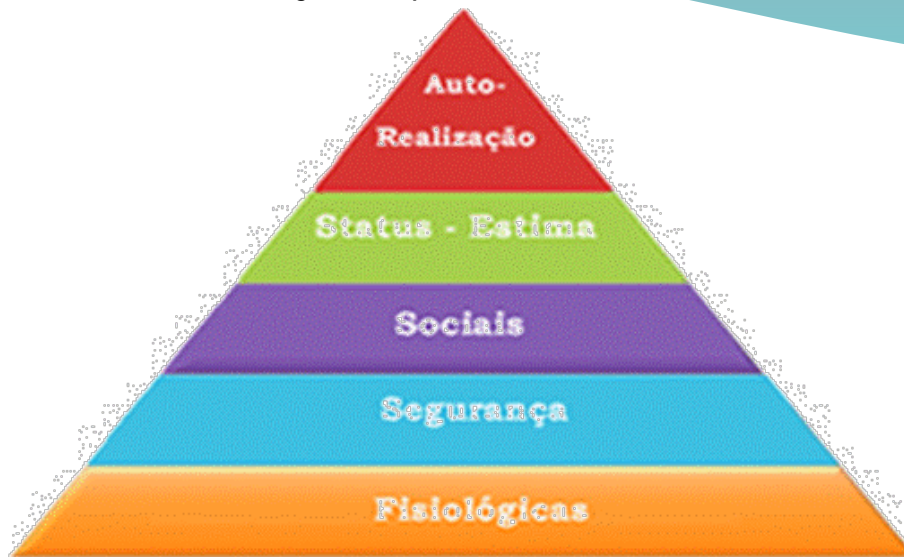 Auto-
Realização
Status - Estima
Sociais
Segurança
Fisiológicas